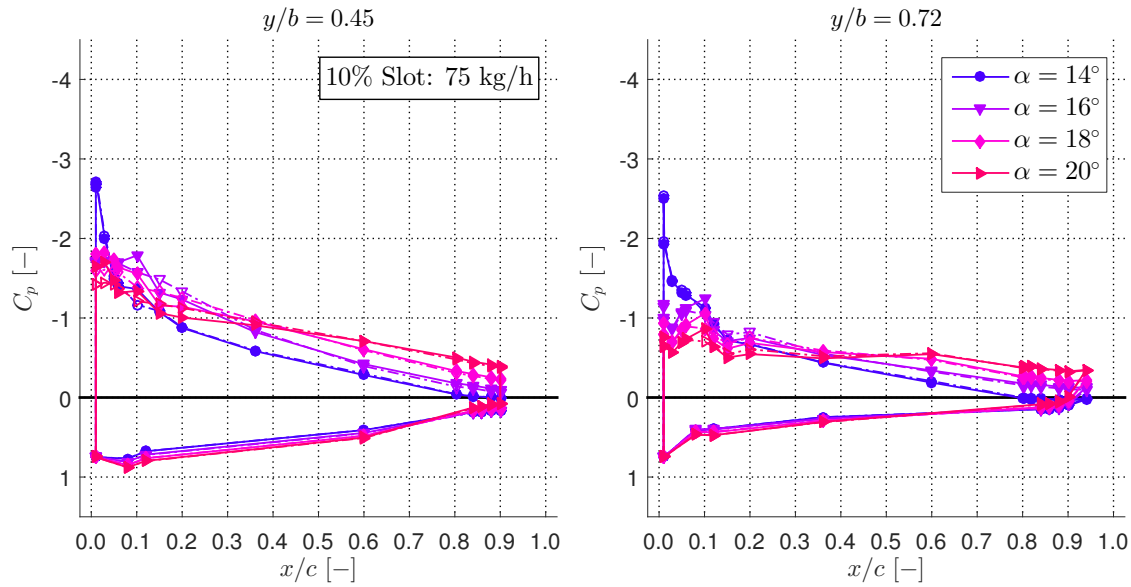 y/b = 0.45
10% Slot: 75 kg/h
-4
-3
-2
-1
0
1
C_p [−]
0.0 0.1 0.2 0.3 0.4 0.5 0.6 0.7 0.8 0.9 1.0
x/c [−]
y/b = 0.72
α = 14°
α = 16°
α = 18°
α = 20°
-4
-3
-2
-1
0
1
C_p [−]
0.0 0.1 0.2 0.3 0.4 0.5 0.6 0.7 0.8 0.9 1.0
x/c [−]